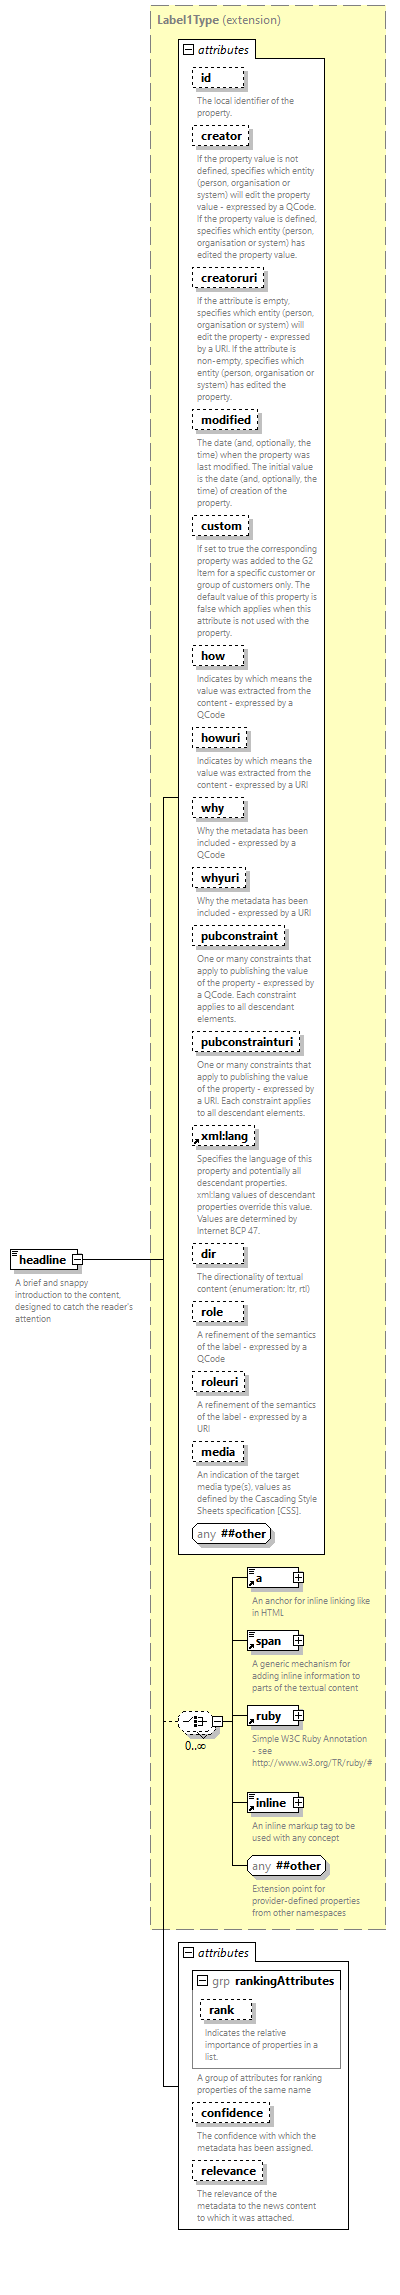 Label1Type (extension)
attributes
id
The local identifier of the
property.
creator
If the property value is not
defined, specifies which entity
(person, organisation or
system) will edit the property
value - expressed by a QCode.
If the property value is defined,
specifies which entity (person,
organisation or system) has
edited the property value.
creatoruri
If the attribute is empty,
specifies which entity (person,
organisation or system) will
edit the property - expressed
by a URI. If the attribute is
non-empty, specifies which
entity (person, organisation or
system) has edited the
property.
modified
The date (and, optionally, the
time) when the property was
last modified. The initial value
is the date (and, optionally, the
time) of creation of the
property.
custom
If set to true the corresponding
property was added to the G2
Item for a specific customer or
group of customers only. The
default value of this property is
false which applies when this
attribute is not used with the
property.
how
Indicates by which means the
value was extracted from the
content - expressed by a
QCode
howuri
Indicates by which means the
value was extracted from the
content - expressed by a URI
why
Why the metadata has been
included - expressed by a
QCode
whyuri
Why the metadata has been
included - expressed by a URI
pubconstraint
One or many constraints that
apply to publishing the value
of the property - expressed by
a QCode. Each constraint
applies to all descendant
elements.
pubconstrainturi
One or many constraints that
apply to publishing the value
of the property - expressed by
a URI. Each constraint applies
to all descendant elements.
xml:lang
Specifies the language of this
property and potentially all
descendant properties.
xml:lang values of descendant
properties override this value.
Values are determined by
Internet BCP 47.
headline
A brief and snappy
introduction to the content,
designed to catch the reader's
attention
dir
The directionality of textual
content (enumeration: ltr, rtl)
role
A refinement of the semantics
of the label - expressed by a
QCode
roleuri
A refinement of the semantics
of the label - expressed by a
URI
media
An indication of the target
media type(s), values as
defined by the Cascading Style
Sheets specification [CSS].
any ##other
a
An anchor for inline linking like
in HTML
span
A generic mechanism for
adding inline information to
parts of the textual content
0..∞
ruby
Simple W3C Ruby Annotation
- see
http://www.w3.org/TR/ruby/#
inline
An inline markup tag to be
used with any concept
any ##other
Extension point for
provider-defined properties
from other namespaces
attributes
grp rankingAttributes
rank
Indicates the relative
importance of properties in a
list.
A group of attributes for ranking
properties of the same name
confidence
The confidence with which the
metadata has been assigned.
relevance
The relevance of the
metadata to the news content
to which it was attached.